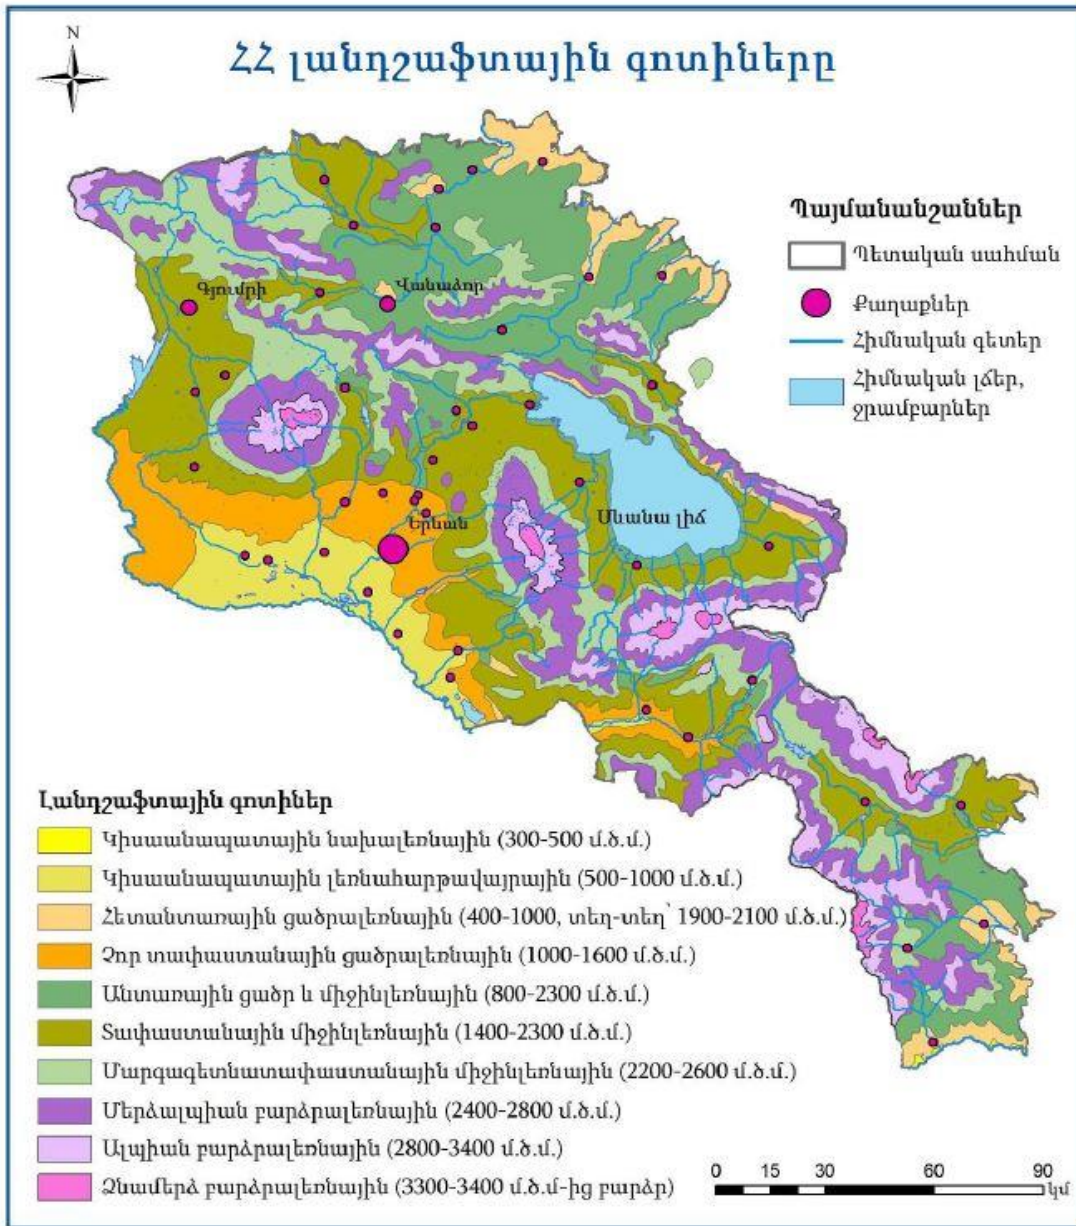 N
ՀՀ լանդշաֆտային գոտիները
Պայմանանշաններ
Պետական սահման
Քաղաքներ
Հիմնական գետեր
Հիմնական լճեր,
ջրամբարներ
Գյումրի
Վանաձոր
Երևան
Սևանա լիճ
Լանդշաֆտային գոտիներ
Կիսաանապատային նախալեռնային (300-500 մ.ծ.մ.)
Կիսաանապատային լեռնահարթավայրային (500-1000 մ.ծ.մ.)
Հետանտառային ցածրալեռնային (400-1000, տեղ-տեղ՝ 1900-2100 մ.ծ.մ.)
Չոր տափաստանային ցածրալեռնային (1000-1600 մ.ծ.մ.)
Անտառային ցածր և միջինլեռնային (800-2300 մ.ծ.մ.)
Տափաստանային միջինլեռնային (1400-2300 մ.ծ.մ.)
Մարգագետնատափաստանային միջինլեռնային (2200-2600 մ.ծ.մ.)
Մերձալպիան բարձրալեռնային (2400-2800 մ.ծ.մ.)
Ալպիան բարձրալեռնային (2800-3400 մ.ծ.մ.)
Ձնամերձ բարձրալեռնային (3300-3400 մ.ծ.մ-ից բարձր)
0 15 30 60 90
կմ